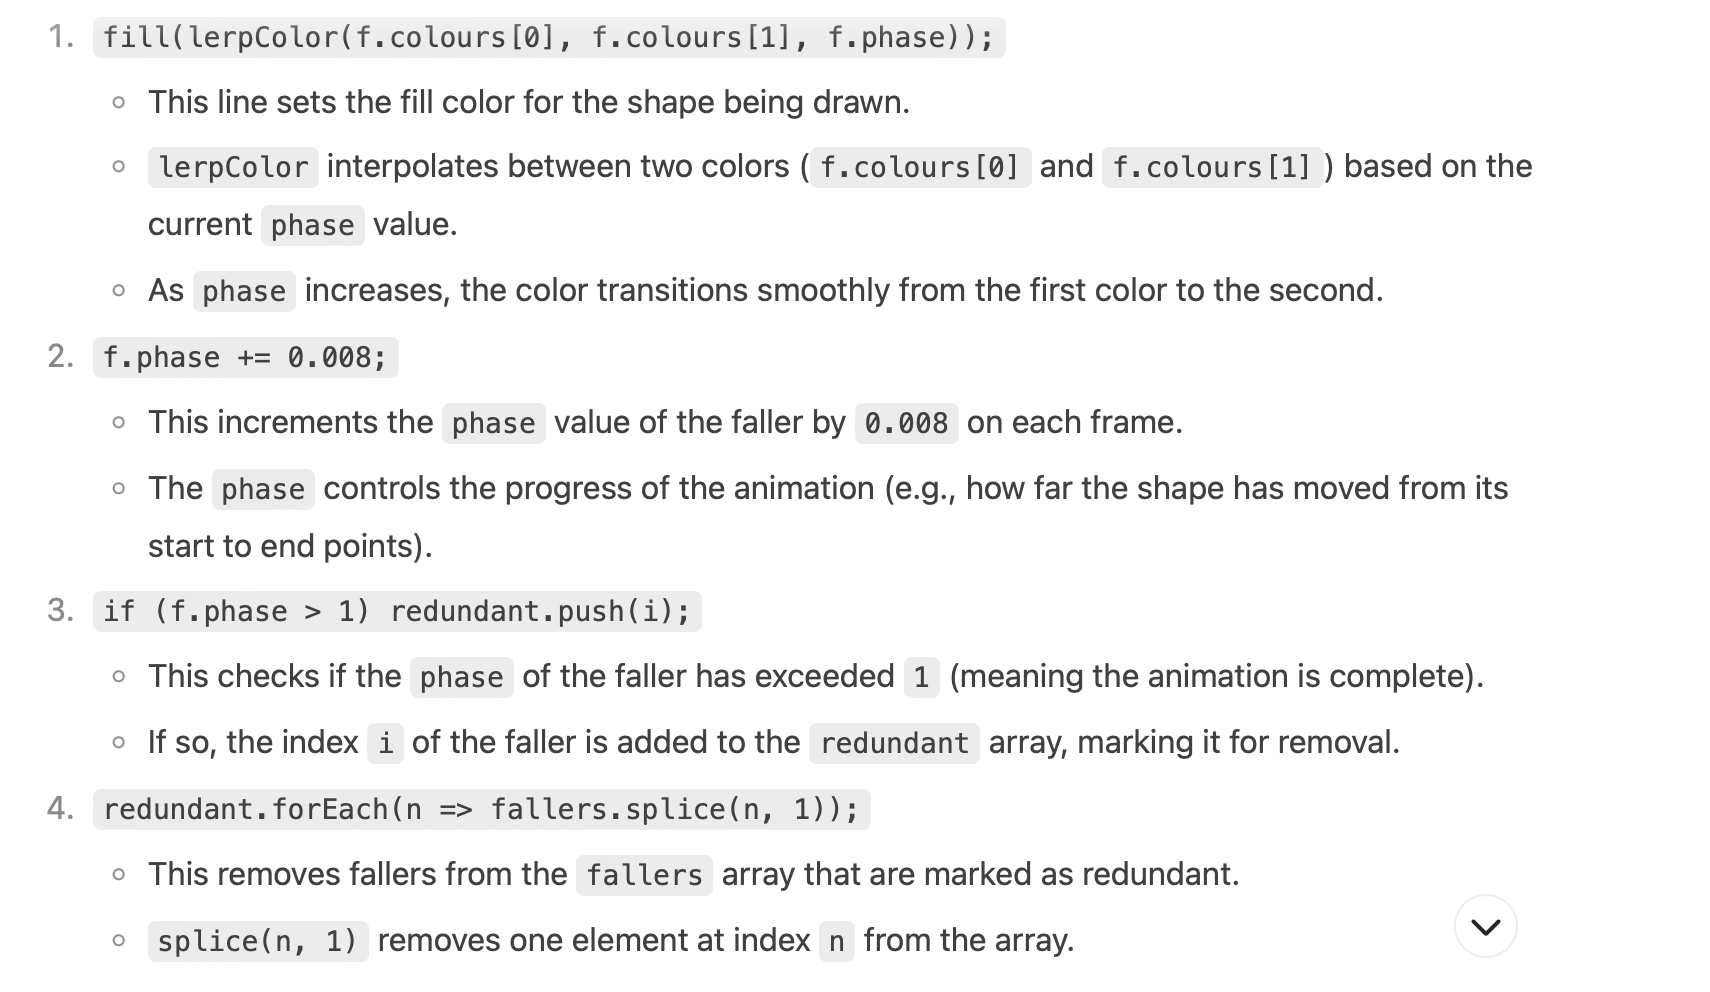 1. fill(lerpColor(f.colours[0], f.colours[1], f.phase));
◦ This line sets the fill color for the shape being drawn.
◦ lerpColor interpolates between two colors (f.colours[0] and f.colours[1]) based on the
current phase value.
◦ As phase increases, the color transitions smoothly from the first color to the second.
2. f.phase += 0.008;
◦ This increments the phase value of the faller by 0.008 on each frame.
◦ The phase controls the progress of the animation (e.g., how far the shape has moved from its
start to end points).
3. if (f.phase > 1) redundant.push(i);
◦ This checks if the phase of the faller has exceeded 1 (meaning the animation is complete).
◦ If so, the index i of the faller is added to the redundant array, marking it for removal.
4. redundant.forEach(n => fallers.splice(n, 1));
◦ This removes fallers from the fallers array that are marked as redundant.
◦ splice(n, 1) removes one element at index n from the array.